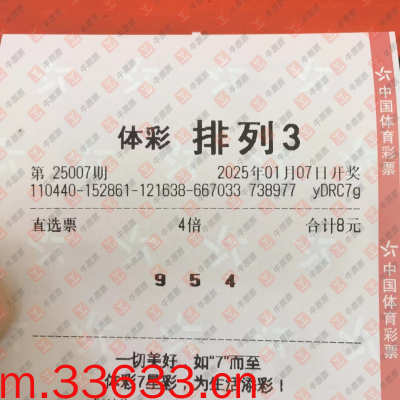 体彩 排列3
第 25007期 2025年01月07日开奖
110440-152861-121638-667033 738977 yDRC7g
直选票 4倍 合计8元
9 5 4
一切美好 如“7”而至
体彩7星彩 为生活添彩！
m.33633.cn
中国体育彩票
中国体育彩票